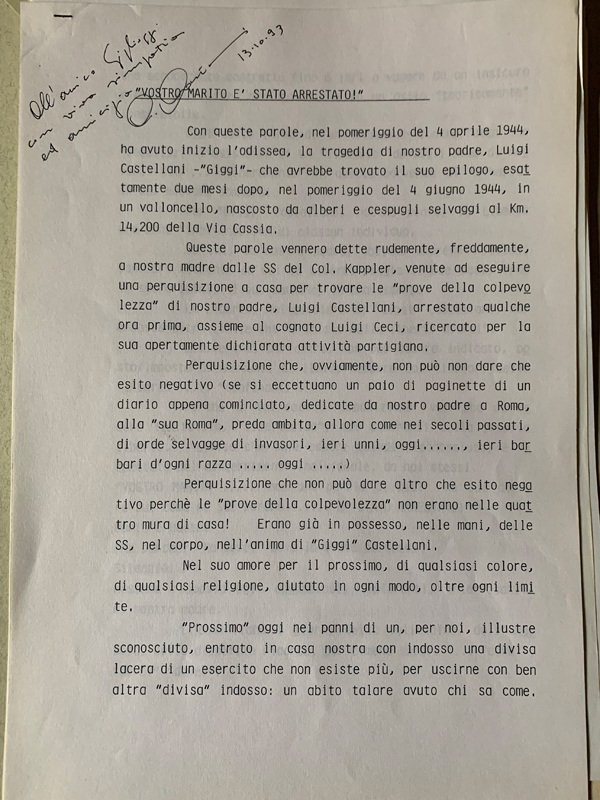 All'amico
con viva simpatia
ed amicizia
13.10.93
"VOSTRO MARITO E' STATO ARRESTATO!"
Con queste parole, nel pomeriggio del 4 aprile 1944,
ha avuto inizio l'odissea, la tragedia di nostro padre, Luigi
Castellani -"Giggi"- che avrebbe trovato il suo epilogo, esat
tamente due mesi dopo, nel pomeriggio del 4 giugno 1944, in
un valloncello, nascosto da alberi e cespugli selvaggi al Km.
14,200 della Via Cassia.
Queste parole vennero dette rudemente, freddamente,
a nostra madre dalle SS del Col. Kappler, venute ad eseguire
una perquisizione a casa per trovare le "prove della colpevo
lezza" di nostro padre, Luigi Castellani, arrestato qualche
ora prima, assieme al cognato Luigi Ceci, ricercato per la
sua apertamente dichiarata attività partigiana.
Perquisizione che, ovviamente, non può non dare che
esito negativo (se si eccettuano un paio di paginette di un
diario appena cominciato, dedicate da nostro padre a Roma,
alla "sua Roma", preda ambita, allora come nei secoli passati,
di orde selvagge di invasori, ieri unni, oggi......, ieri bar
bari d'ogni razza ..... oggi .....)
Perquisizione che non può dare altro che esito nega
tivo perchè le "prove della colpevolezza" non erano nelle quat
tro mura di casa! Erano già in possesso, nelle mani, delle
SS, nel corpo, nell'anima di "Giggi" Castellani.
Nel suo amore per il prossimo, di qualsiasi colore,
di qualsiasi religione, aiutato in ogni modo, oltre ogni limi
te.
"Prossimo" oggi nei panni di un, per noi, illustre
sconosciuto, entrato in casa nostra con indosso una divisa
lacera di un esercito che non esiste più, per uscirne con ben
altra "divisa" indosso: un abito talare avuto chi sa come.